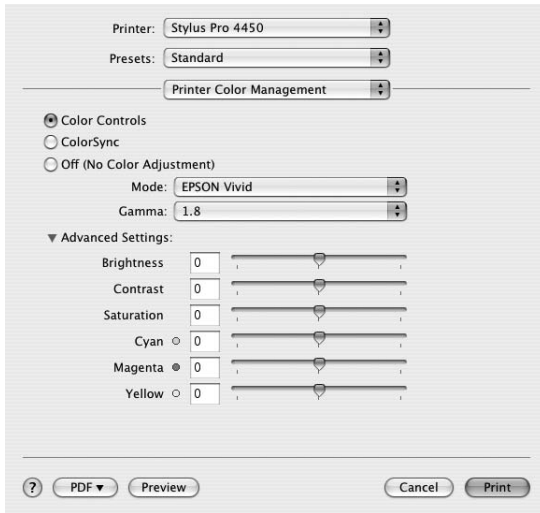 Printer: Stylus Pro 4450
Presets: Standard
Printer Color Management
Color Controls
ColorSync
Off (No Color Adjustment)
Mode: EPSON Vivid
Gamma: 1.8
Advanced Settings:
Brightness 0
Contrast 0
Saturation 0
Cyan 0
Magenta 0
Yellow 0
? PDF Preview Cancel Print